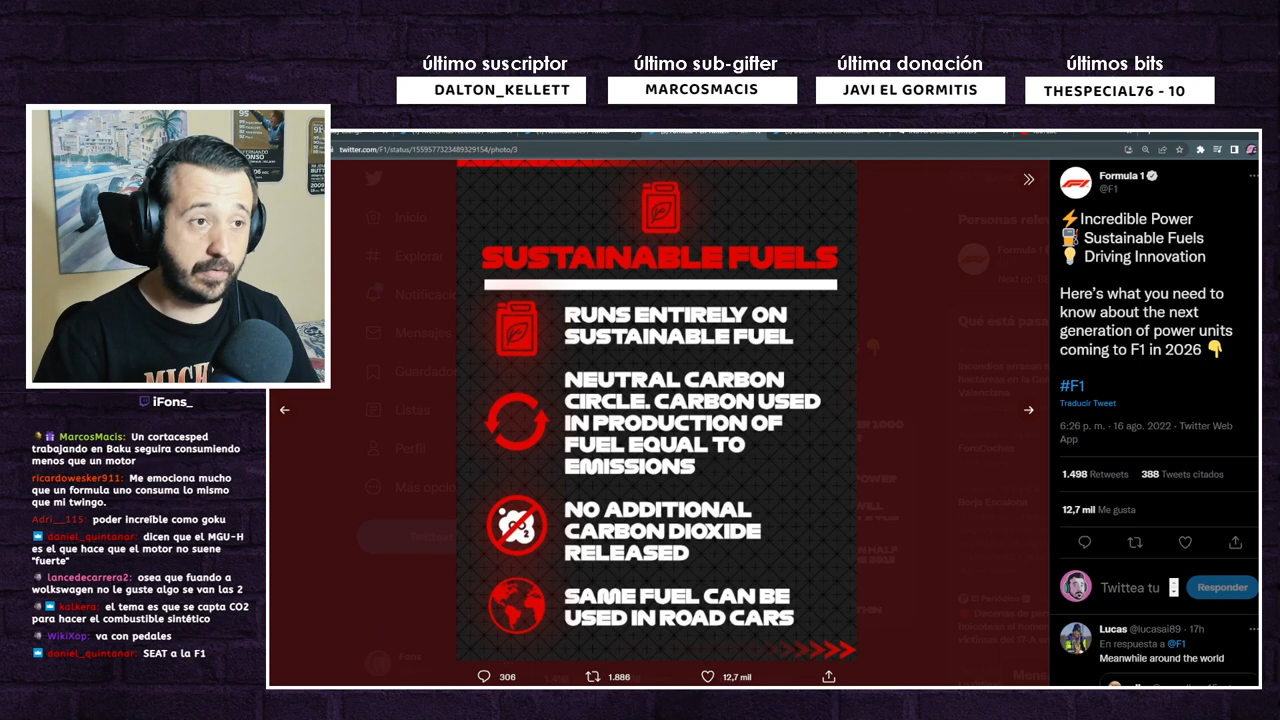 último suscriptor
DALTON_KELLETT
último sub-gifter
MARCOSMACIS
última donación
JAVI EL GORMITIS
últimos bits
THESPECIAL76 - 10
twitter.com/F1/status/1559577323489329154/photo/3
SUSTAINABLE FUELS
RUNS ENTIRELY ON
SUSTAINABLE FUEL
NEUTRAL CARBON
CIRCLE. CARBON USED
IN PRODUCTION OF
FUEL EQUAL TO
EMISSIONS
CO2
NO ADDITIONAL
CARBON DIOXIDE
RELEASED
SAME FUEL CAN BE
USED IN ROAD CARS
306
1.886
12,7 mil
Inicio
Explorar
Mensajes
Listas
Perfil
Formula 1
@F1
⚡Incredible Power
⛽ Sustainable Fuels
💡 Driving Innovation
Here's what you need to
know about the next
generation of power units
coming to F1 in 2026 👇
#F1
Traducir Tweet
6:26 p. m. · 16 ago. 2022 · Twitter Web
App
1.498 Retweets 388 Tweets citados
12,7 mil Me gusta
Twittea tu
Responder
Lucas @lucasai89 · 17h
En respuesta a @F1
Meanwhile around the world
iFons_
MarcosMacis: Un cortacesped
trabajando en Baku seguira consumiendo
menos que un motor
ricardowesker911: Me emociona mucho
que un formula uno consuma lo mismo
que mi twingo.
Adri__115: poder increíble como goku
daniel_quintanar: dicen que el MGU-H
es el que hace que el motor no suene
"fuerte"
lancedecarrera2: osea que fuando a
wolkswagen no le guste algo se van las 2
kalkera: el tema es que se capta CO2
para hacer el combustible sintético
WikiXop: va con pedales
daniel_quintanar: SEAT a la F1